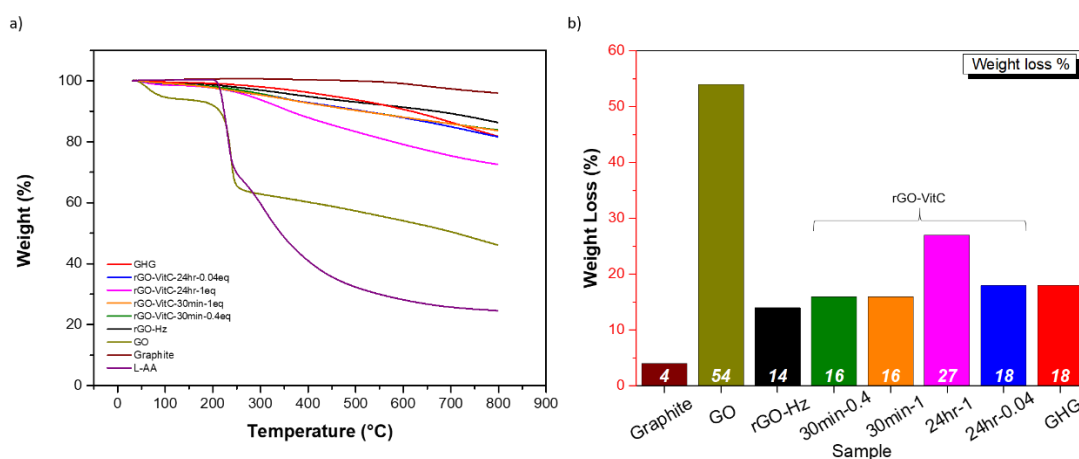 a)
100
80
60
40
20
0
Weight (%)
GHG
rGO-VitC-24hr-0.04eq
rGO-VitC-24hr-1eq
rGO-VitC-30min-1eq
rGO-VitC-30min-0.4eq
rGO-Hz
GO
Graphite
L-AA
0 100 200 300 400 500 600 700 800 900
Temperature (°C)
b)
60
50
40
30
20
10
0
Weight Loss (%)
Weight loss %
rGO-VitC
4 54 14 16 16 27 18 18
Graphite GO rGO-Hz 30min-0.4 30min-1 24hr-1 24hr-0.04 GHG
Sample